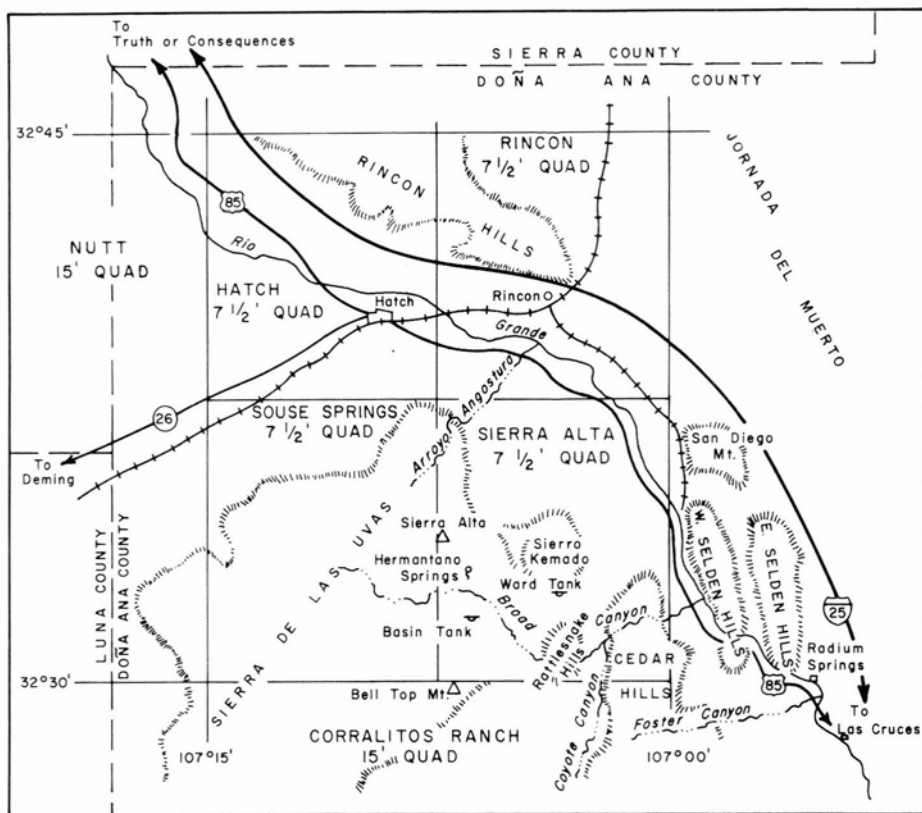 To
Truth or Consequences
SIERRA COUNTY
DOÑA ANA COUNTY
32°45'
RINCON
7 1/2' QUAD
RINCON
HILLS
JORNADA
DEL
MUERTO
85
NUTT
15' QUAD
Rio
HATCH
7 1/2' QUAD
Hatch
Rincon
Grande
26
SOUSE SPRINGS
7 1/2' QUAD
Arroyo Angostura
SIERRA ALTA
7 1/2' QUAD
San Diego
Mt.
To
Deming
Sierra Alta
Hermantano
Springs
Sierro
Kemado
Ward Tank
W. SELDEN HILLS
E. SELDEN HILLS
25
LUNA COUNTY
DOÑA ANA COUNTY
SIERRA DE LAS UVAS
Broad
Canyon
Basin Tank
Rattlesnake
Hills
CEDAR
HILLS
Radium
Springs
85
32°30'
Bell Top Mt.
Coyote Canyon
Foster Canyon
To
Las Cruces
107°15'
CORRALITOS RANCH
15' QUAD
107°00'